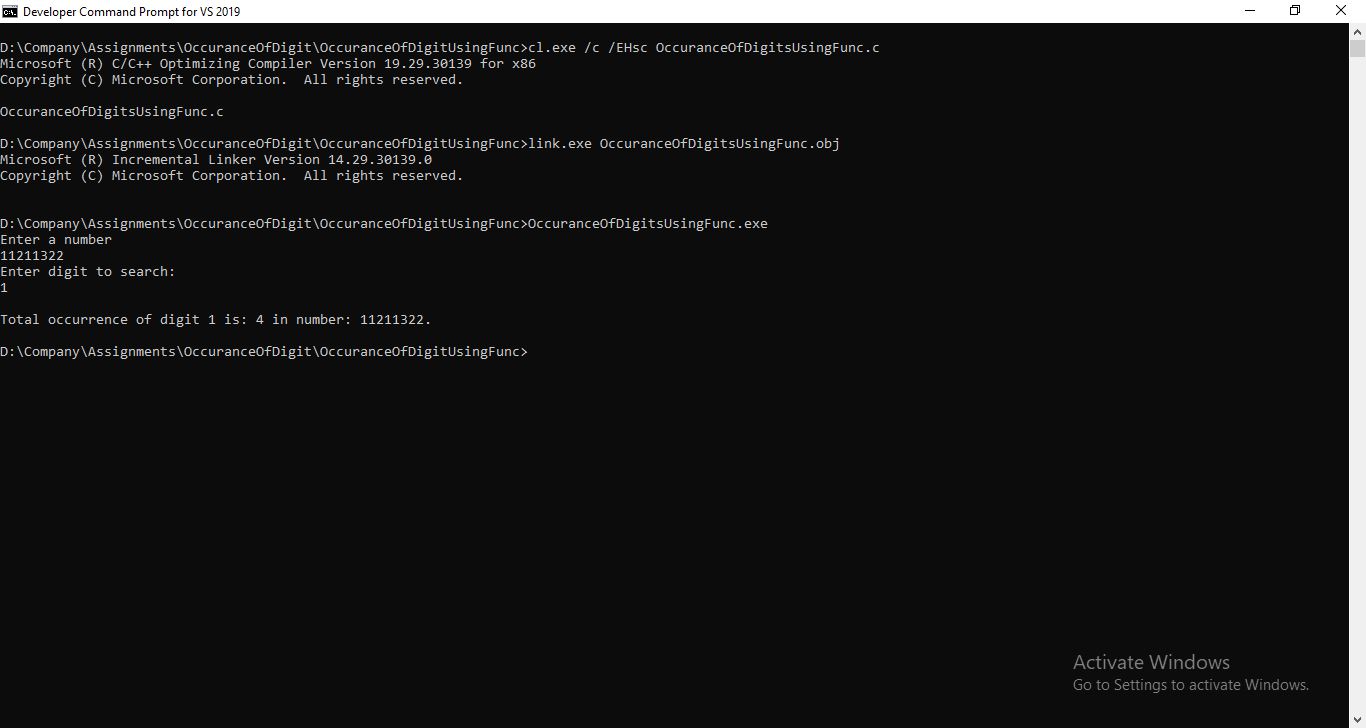 Developer Command Prompt for VS 2019
D:\Company\Assignments\OccuranceOfDigit\OccuranceOfDigitUsingFunc>cl.exe /c /EHsc OccuranceOfDigitsUsingFunc.c
Microsoft (R) C/C++ Optimizing Compiler Version 19.29.30139 for x86
Copyright (C) Microsoft Corporation.  All rights reserved.
OccuranceOfDigitsUsingFunc.c
D:\Company\Assignments\OccuranceOfDigit\OccuranceOfDigitUsingFunc>link.exe OccuranceOfDigitsUsingFunc.obj
Microsoft (R) Incremental Linker Version 14.29.30139.0
Copyright (C) Microsoft Corporation.  All rights reserved.
D:\Company\Assignments\OccuranceOfDigit\OccuranceOfDigitUsingFunc>OccuranceOfDigitsUsingFunc.exe
Enter a number
11211322
Enter digit to search:
1
Total occurrence of digit 1 is: 4 in number: 11211322.
D:\Company\Assignments\OccuranceOfDigit\OccuranceOfDigitUsingFunc>
Activate Windows
Go to Settings to activate Windows.